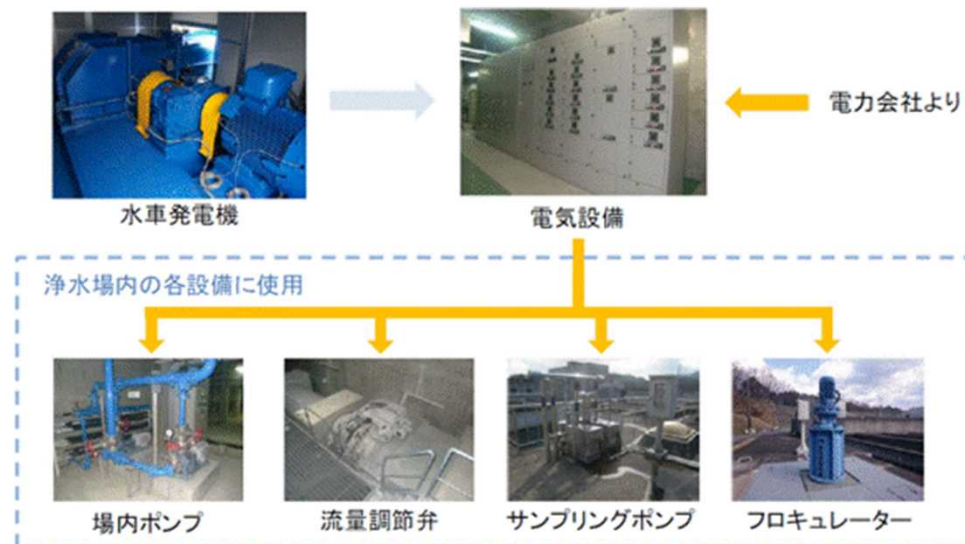 電力会社より
水車発電機
電気設備
浄水場内の各設備に使用
場内ポンプ
流量調節弁
サンプリングポンプ
フロキュレーター